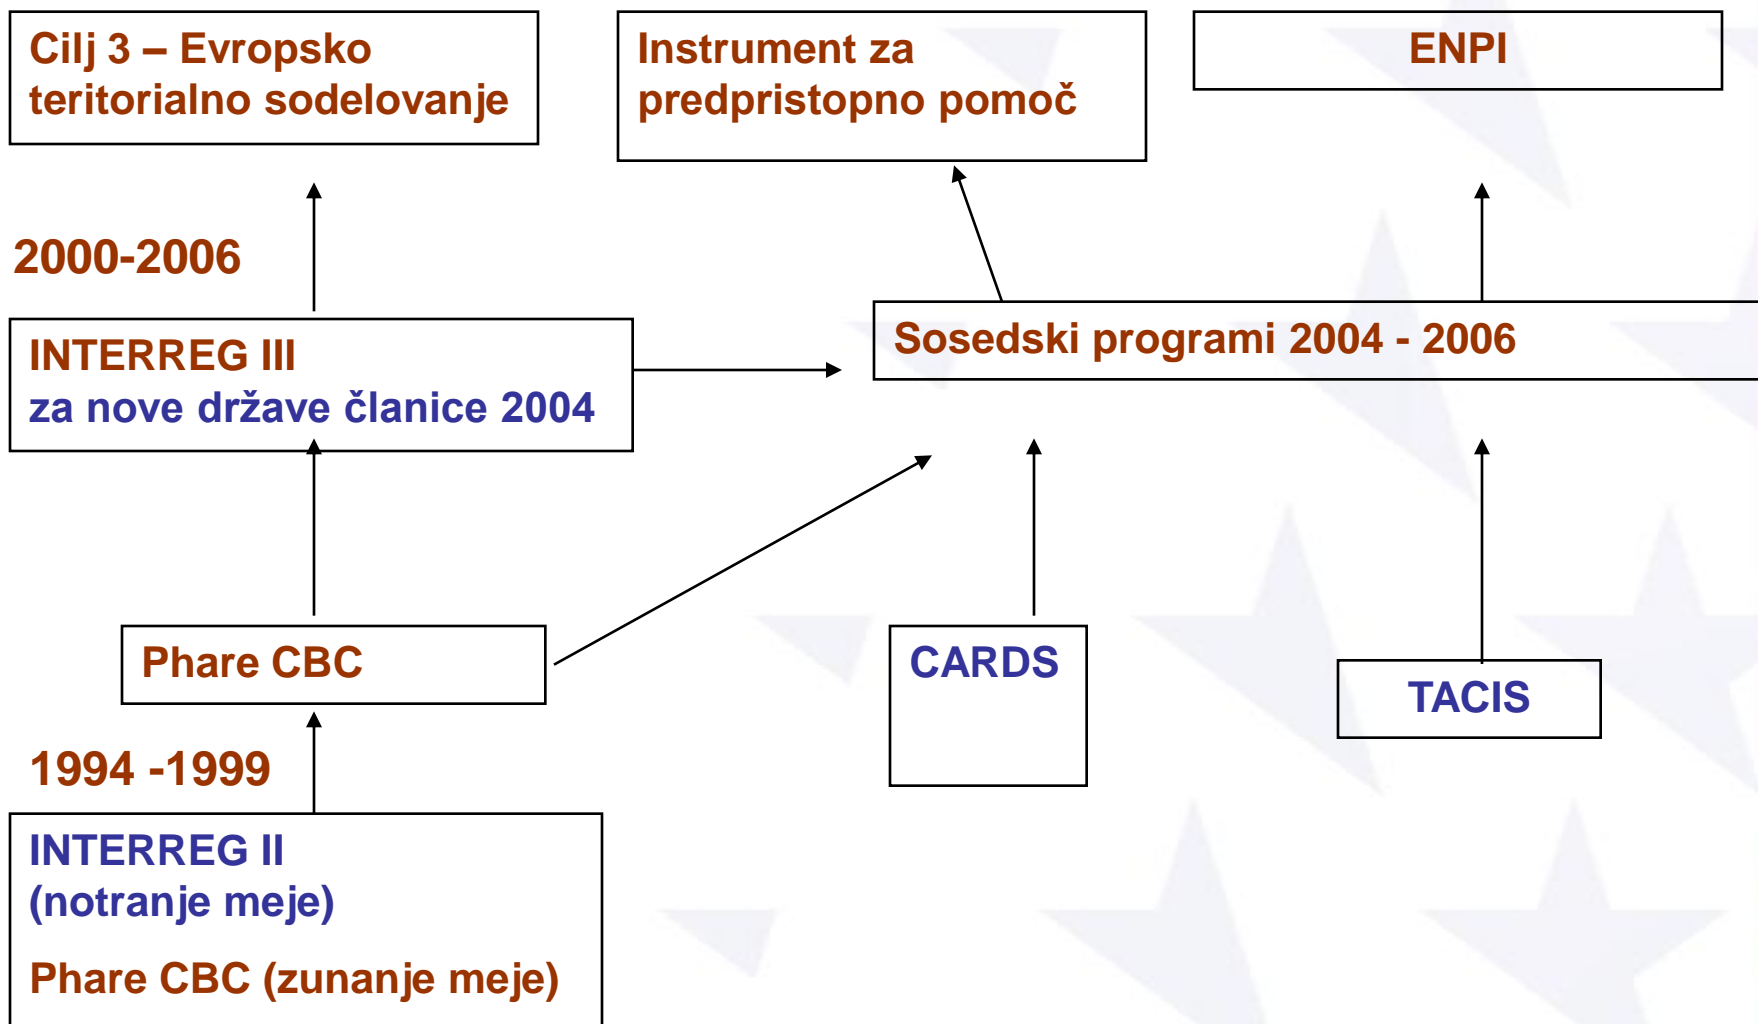 Cilj 3 – Evropsko
teritorialno sodelovanje
Instrument za
predpristopno pomoč
ENPI
2000-2006
INTERREG III
za nove države članice 2004
Sosedski programi 2004 - 2006
Phare CBC
CARDS
TACIS
1994 -1999
INTERREG II
(notranje meje)
Phare CBC (zunanje meje)